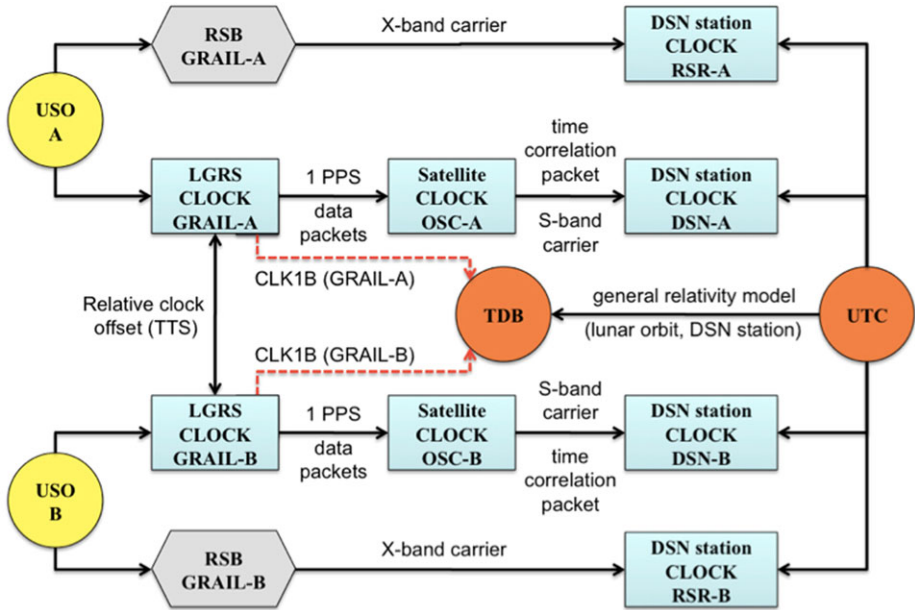 RSB
GRAIL-A
X-band carrier
DSN station
CLOCK
RSR-A
USO
A
LGRS
CLOCK
GRAIL-A
1 PPS
data
packets
Satellite
CLOCK
OSC-A
time
correlation
packet
S-band
carrier
DSN station
CLOCK
DSN-A
CLK1B (GRAIL-A)
Relative clock
offset (TTS)
TDB
general relativity model
(lunar orbit, DSN station)
UTC
CLK1B (GRAIL-B)
LGRS
CLOCK
GRAIL-B
1 PPS
data
packets
Satellite
CLOCK
OSC-B
S-band
carrier
time
correlation
packet
DSN station
CLOCK
DSN-B
USO
B
RSB
GRAIL-B
X-band carrier
DSN station
CLOCK
RSR-B